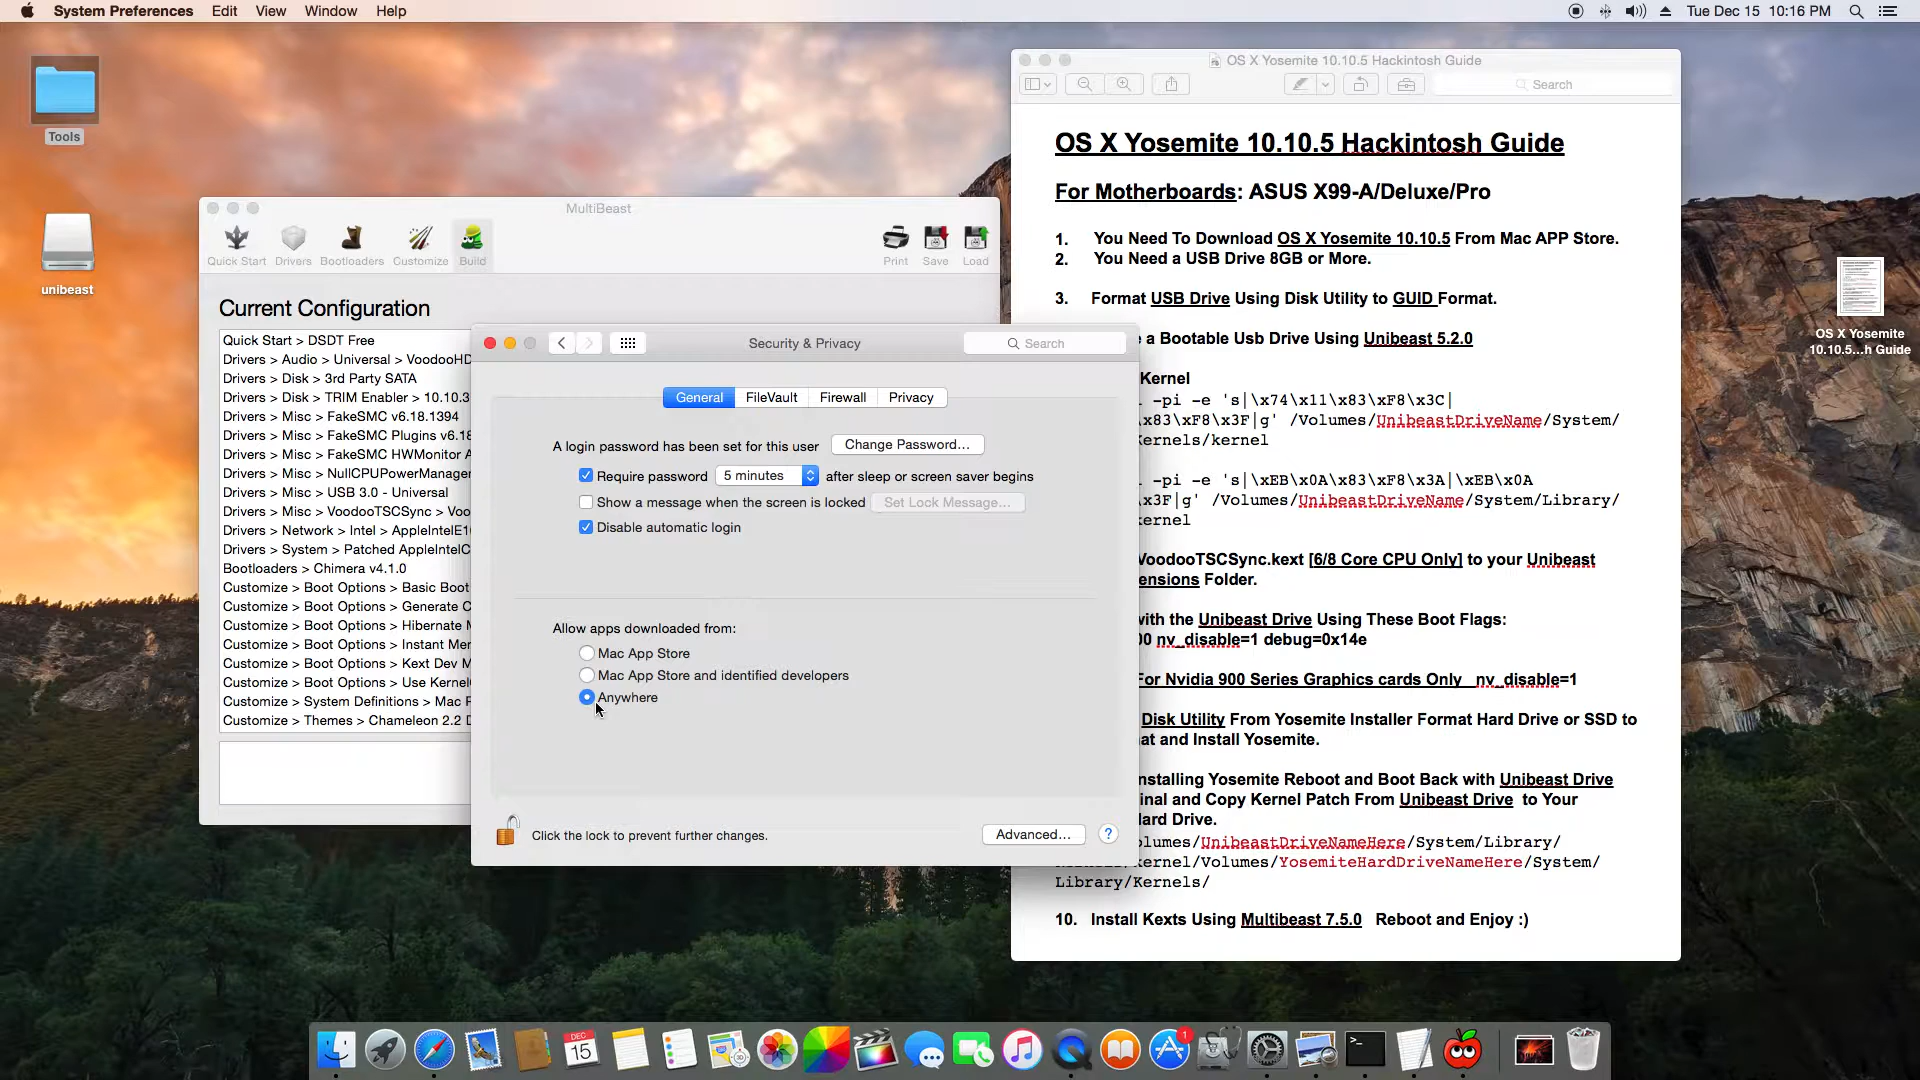 System Preferences Edit View Window Help
Tue Dec 15 10:16 PM
Tools
unibeast
OS X Yosemite
10.10.5...h Guide
MultiBeast
Quick Start Drivers Bootloaders Customize Build Print Save Load
Current Configuration
Quick Start > DSDT Free
Drivers > Audio > Universal > VoodooHD
Drivers > Disk > 3rd Party SATA
Drivers > Disk > TRIM Enabler > 10.10.3
Drivers > Misc > FakeSMC v6.18.1394
Drivers > Misc > FakeSMC Plugins v6.18
Drivers > Misc > FakeSMC HWMonitor A
Drivers > Misc > NullCPUPowerManager
Drivers > Misc > USB 3.0 - Universal
Drivers > Misc > VoodooTSCSync > Voo
Drivers > Network > Intel > AppleIntelE1
Drivers > System > Patched AppleIntelC
Bootloaders > Chimera v4.1.0
Customize > Boot Options > Basic Boot
Customize > Boot Options > Generate C
Customize > Boot Options > Hibernate M
Customize > Boot Options > Instant Mer
Customize > Boot Options > Kext Dev M
Customize > Boot Options > Use Kernel
Customize > System Definitions > Mac P
Customize > Themes > Chameleon 2.2 D
Security & Privacy
Search
General FileVault Firewall Privacy
A login password has been set for this user Change Password...
Require password 5 minutes after sleep or screen saver begins
Show a message when the screen is locked Set Lock Message...
Disable automatic login
Allow apps downloaded from:
Mac App Store
Mac App Store and identified developers
Anywhere
Click the lock to prevent further changes.
Advanced... ?
OS X Yosemite 10.10.5 Hackintosh Guide
Search
OS X Yosemite 10.10.5 Hackintosh Guide
For Motherboards: ASUS X99-A/Deluxe/Pro
1. You Need To Download OS X Yosemite 10.10.5 From Mac APP Store.
2. You Need a USB Drive 8GB or More.
3. Format USB Drive Using Disk Utility to GUID Format.
a Bootable Usb Drive Using Unibeast 5.2.0
Kernel
-pi -e 's|\x74\x11\x83\xF8\x3C|
x83\xF8\x3F|g' /Volumes/UnibeastDriveName/System/
ernels/kernel
-pi -e 's|\xEB\x0A\x83\xF8\x3A|\xEB\x0A
x3F|g' /Volumes/UnibeastDriveName/System/Library/
ernel
VoodooTSCSync.kext [6/8 Core CPU Only] to your Unibeast
ensions Folder.
with the Unibeast Drive Using These Boot Flags:
00 nv_disable=1 debug=0x14e
For Nvidia 900 Series Graphics cards Only nv_disable=1
Disk Utility From Yosemite Installer Format Hard Drive or SSD to
at and Install Yosemite.
nstalling Yosemite Reboot and Boot Back with Unibeast Drive
inal and Copy Kernel Patch From Unibeast Drive to Your
lard Drive.
olumes/UnibeastDriveNameHere/System/Library/
ernel/Volumes/YosemiteHardDriveNameHere/System/
Library/Kernels/
10. Install Kexts Using Multibeast 7.5.0 Reboot and Enjoy :)
DEC
15
3D
1
>_